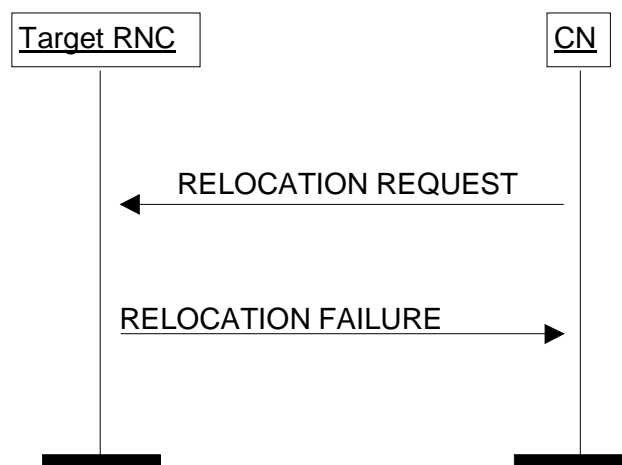 Target RNC
CN
RELOCATION REQUEST
RELOCATION FAILURE